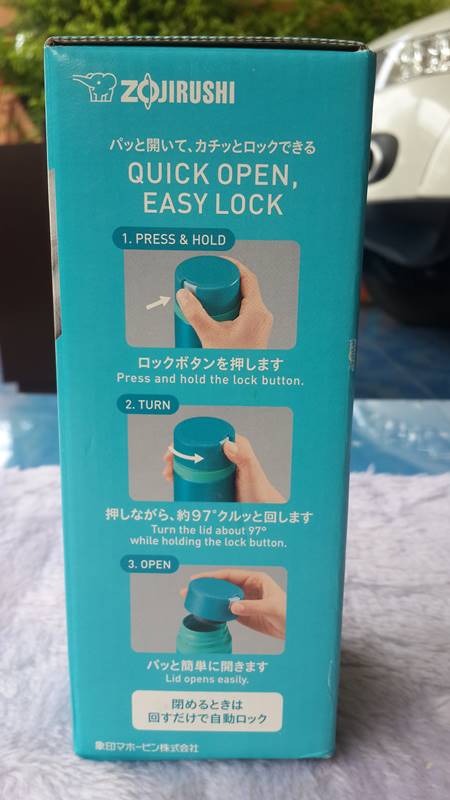 ZOJIRUSHI
パッと開いて、カチッとロックできる
QUICK OPEN,
EASY LOCK
1. PRESS & HOLD
ロックボタンを押します
Press and hold the lock button.
2. TURN
押しながら、約97°クルッと回します
Turn the lid about 97°
while holding the lock button.
3. OPEN
パッと簡単に開きます
Lid opens easily.
閉めるときは
回すだけで自動ロック
象印マホービン株式会社